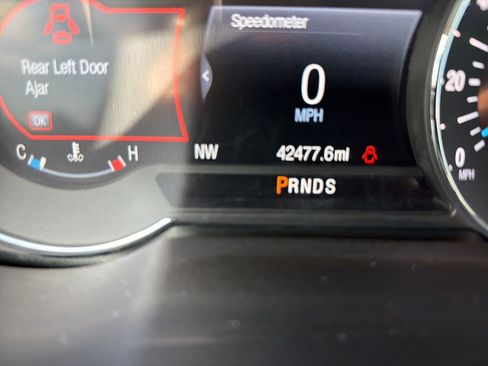 Speedometer
Rear Left Door
Ajar
OK
0
MPH
C H
NW 42477.6mi
PRNDS
20
0
MPH